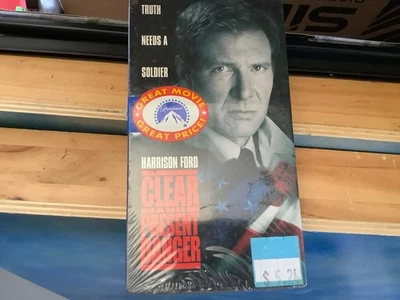 TRUTH
NEEDS A
SOLDIER
GREAT MOVIE
GREAT PRICE!
HARRISON FORD
CLEAR
PRESENT
DANGER